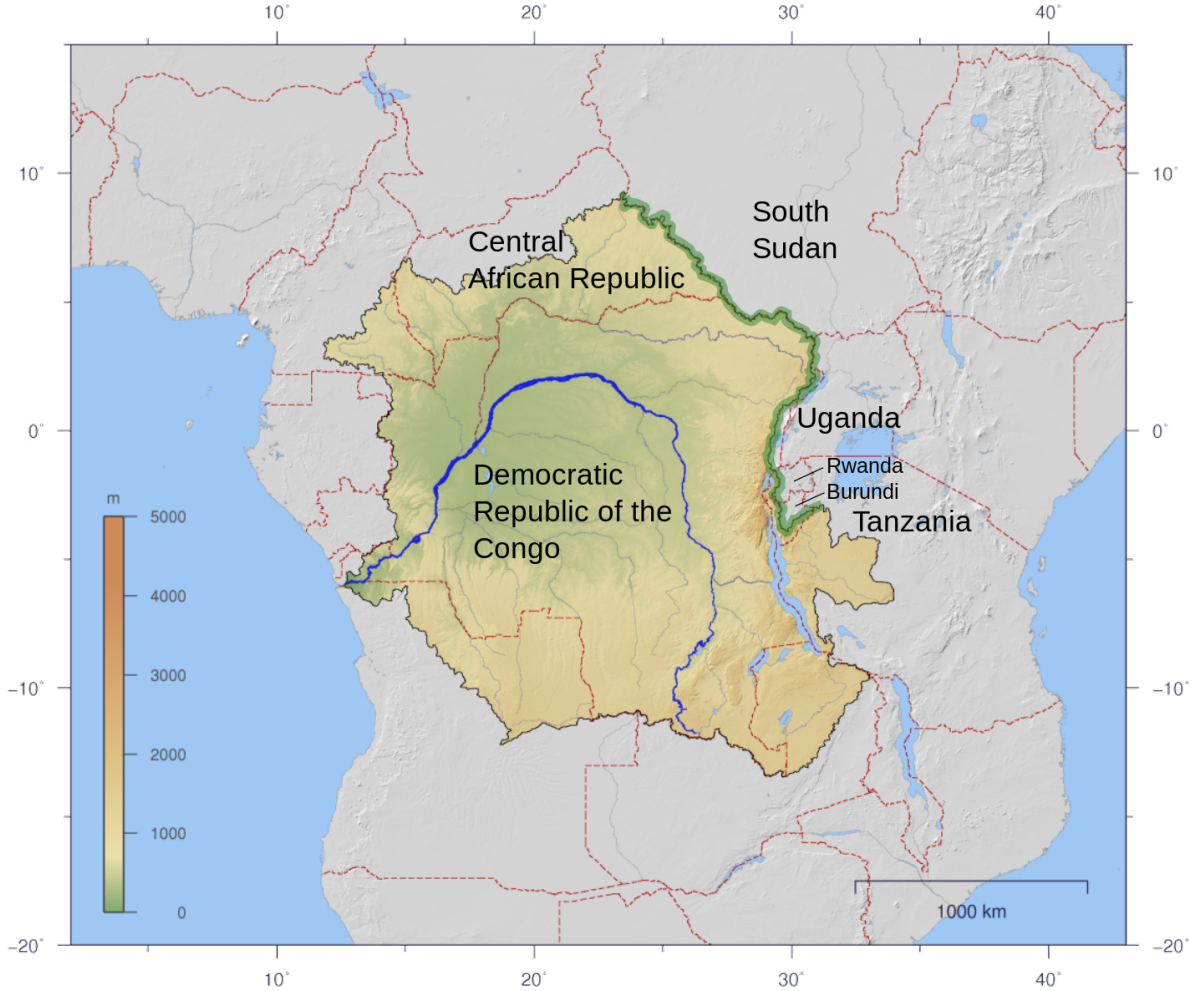 10°
20°
30°
40°
10°
10°
South
Sudan
Central
African Republic
0°
0°
Uganda
Rwanda
Burundi
Tanzania
Democratic
Republic of the
Congo
m
5000
4000
3000
2000
1000
0
−10°
−10°
1000 km
−20°
−20°
10°
20°
30°
40°